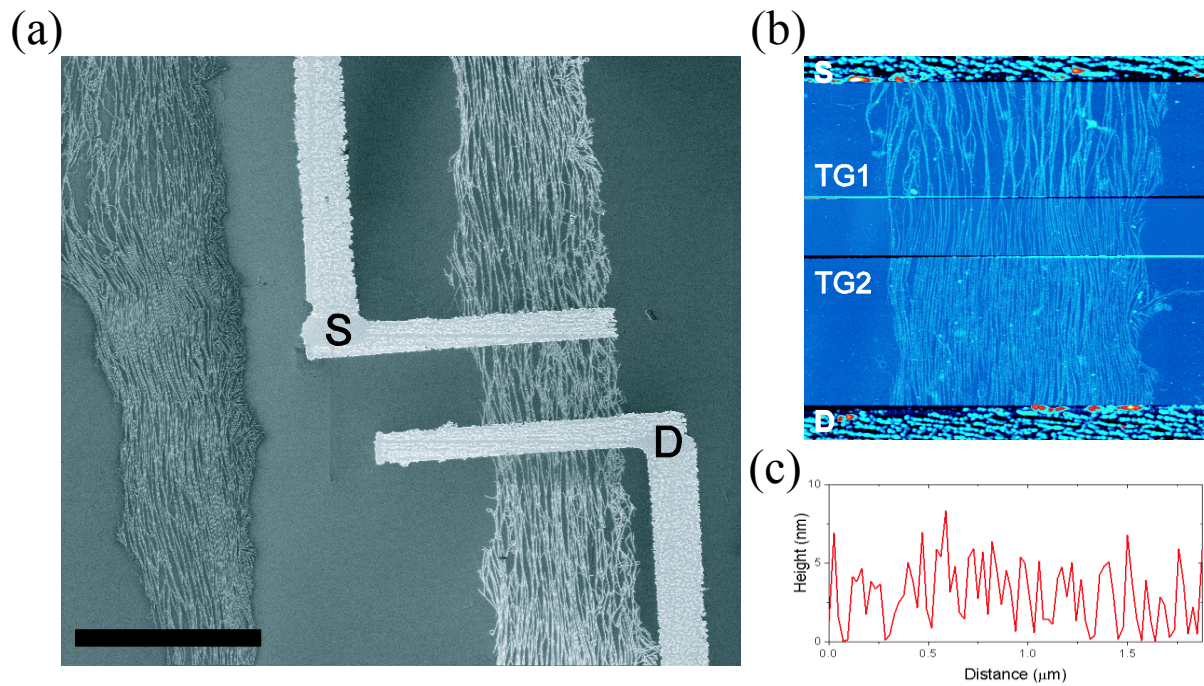 (a)
S
D
(b)
S
TG1
TG2
D
(c)
Height (nm)
10
5
0
0.0 0.5 1.0 1.5
Distance (μm)